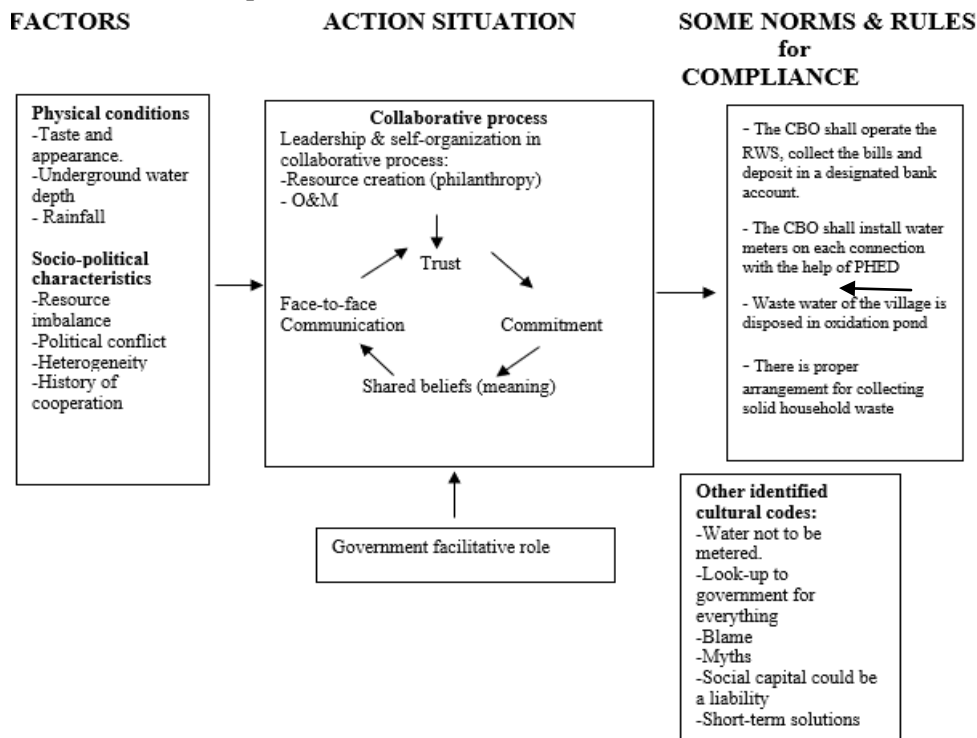 FACTORS
ACTION SITUATION
SOME NORMS & RULES
for
COMPLIANCE
Physical conditions
-Taste and
appearance.
-Underground water
depth
- Rainfall
Socio-political
characteristics
-Resource
imbalance
-Political conflict
-Heterogeneity
-History of
cooperation
Collaborative process
Leadership & self-organization in
collaborative process:
-Resource creation (philanthropy)
- O&M
Trust
Face-to-face
Communication
Commitment
Shared beliefs (meaning)
Government facilitative role
- The CBO shall operate the
RWS, collect the bills and
deposit in a designated bank
account.
- The CBO shall install water
meters on each connection
with the help of PHED
- Waste water of the village is
disposed in oxidation pond
- There is proper
arrangement for collecting
solid household waste
Other identified
cultural codes:
-Water not to be
metered.
-Look-up to
government for
everything
-Blame
-Myths
-Social capital could be
a liability
-Short-term solutions